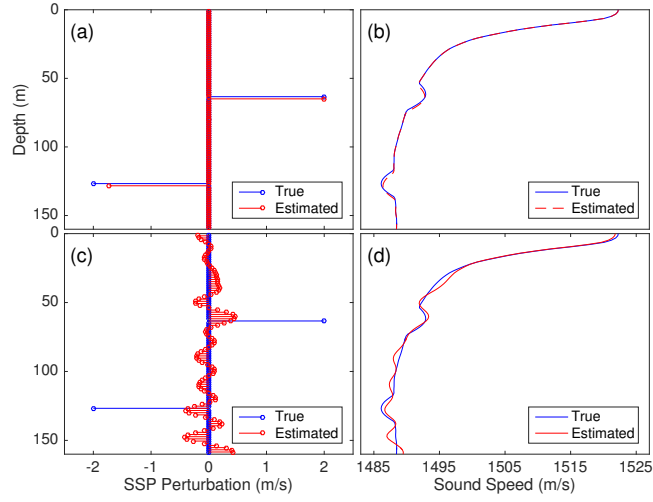 0
50
100
150
Depth (m)
(a)
True
Estimated
(b)
True
Estimated
0
50
100
150
(c)
True
Estimated
(d)
True
Estimated
-2 -1 0 1 2
SSP Perturbation (m/s)
1485 1495 1505 1515 1525
Sound Speed (m/s)